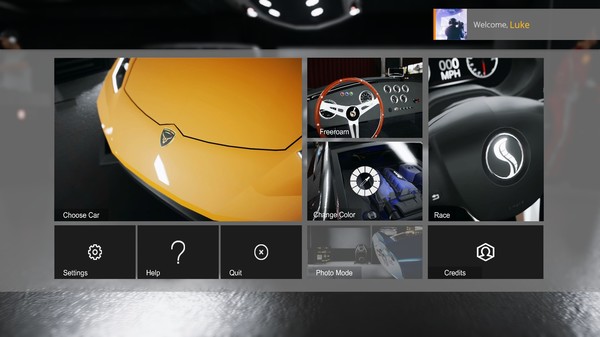 Welcome, Luke
000
MPH
Freeroam
Choose Car
Change Color
Race
Settings
Help
Quit
Photo Mode
Credits